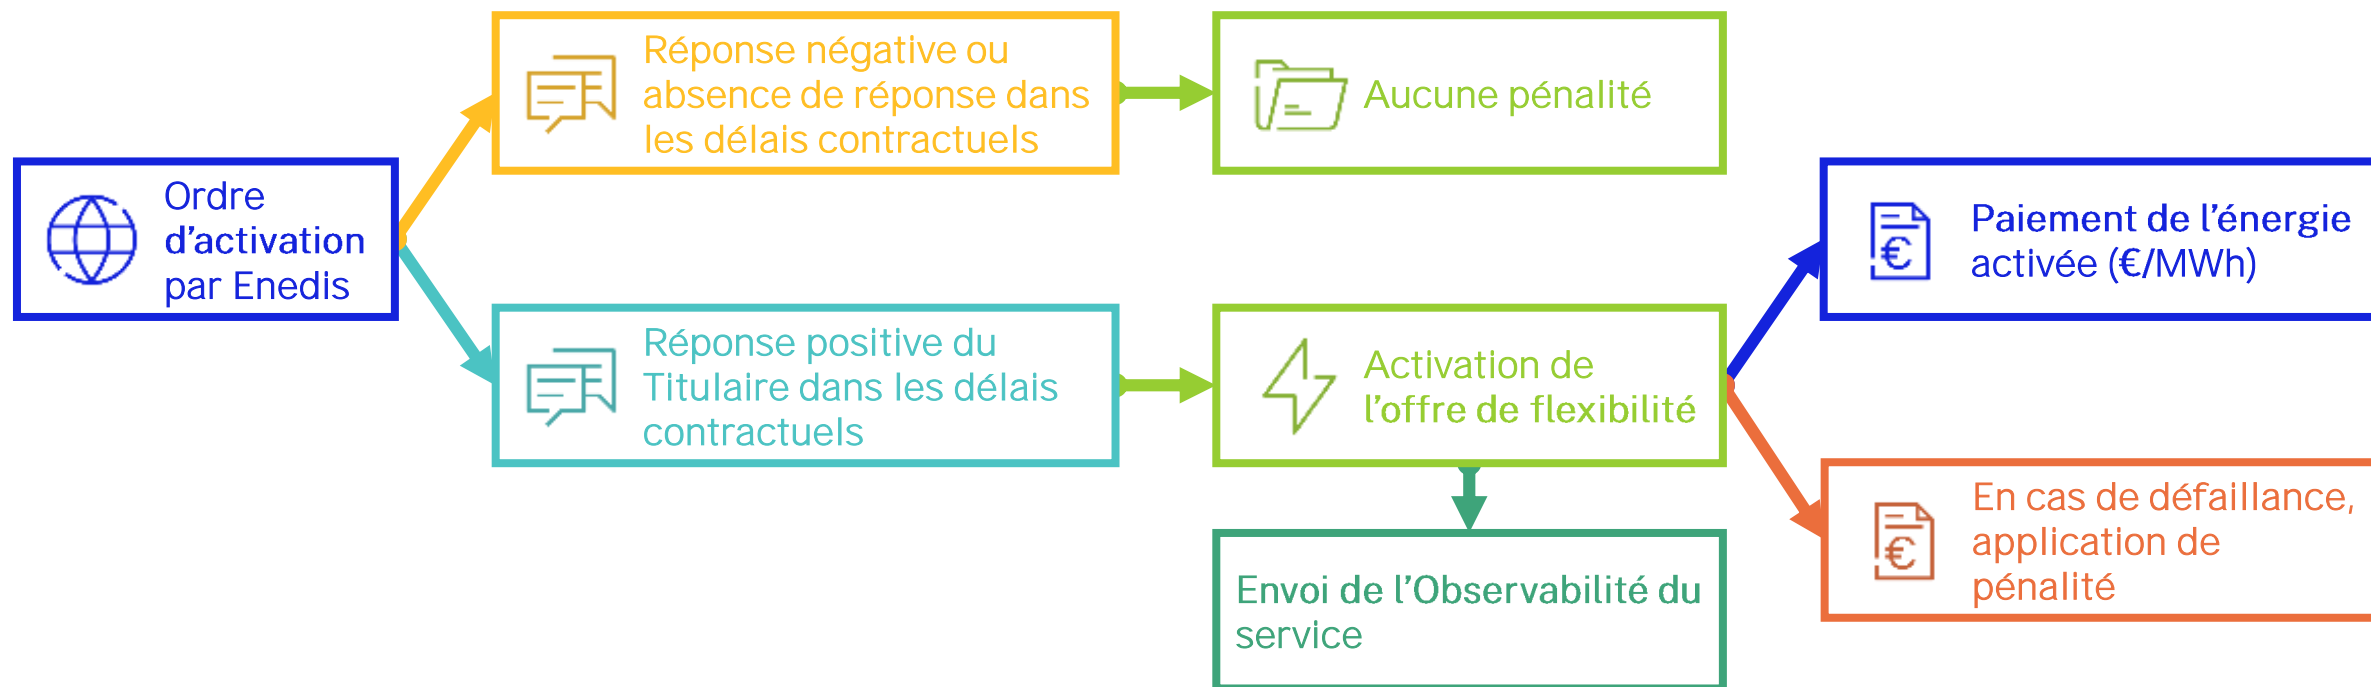 Réponse négative ou
absence de réponse dans
les délais contractuels
Aucune pénalité
Ordre
d’activation
par Enedis
Paiement de l’énergie
activée (€/MWh)
Réponse positive du
Titulaire dans les délais
contractuels
Activation de
l’offre de flexibilité
En cas de défaillance,
application de
pénalité
Envoi de l’Observabilité du
service